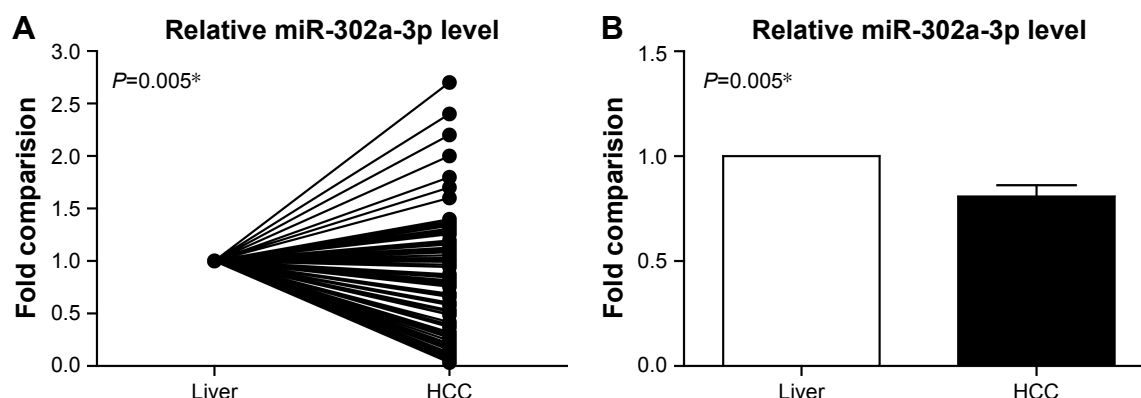 A
Relative miR-302a-3p level
P=0.005*
Fold comparision
3.0
2.5
2.0
1.5
1.0
0.5
0.0
Liver
HCC
B
Relative miR-302a-3p level
P=0.005*
Fold comparision
1.5
1.0
0.5
0.0
Liver
HCC